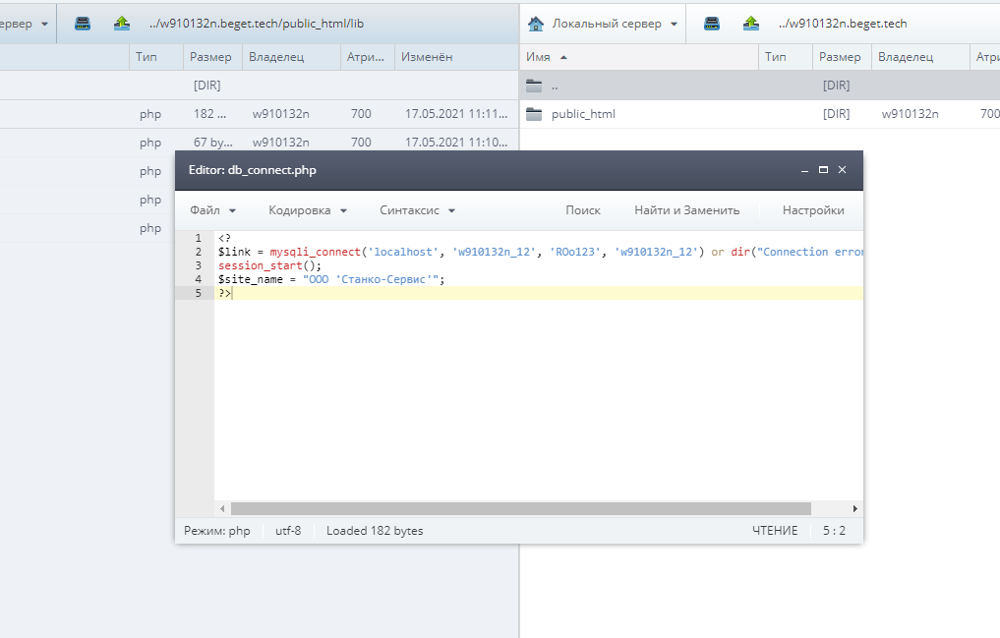 ервер
../w910132n.beget.tech/public_html/lib
Локальный сервер
../w910132n.beget.tech
Тип Размер Владелец Атри... Изменён
Имя Тип Размер Владелец Атри
[DIR]
.. [DIR]
php 182 ... w910132n 700 17.05.2021 11:11...
public_html [DIR] w910132n 700
php 67 by... w910132n 700 17.05.2021 11:10...
php
php
php
Editor: db_connect.php
Файл Кодировка Синтаксис Поиск Найти и Заменить Настройки
1 <?
2 $link = mysqli_connect('localhost', 'w910132n_12', 'ROo123', 'w910132n_12') or dir("Connection error
3 session_start();
4 $site_name = "ООО 'Станко-Сервис'";
5 ?>
Режим: php utf-8 Loaded 182 bytes ЧТЕНИЕ 5 : 2